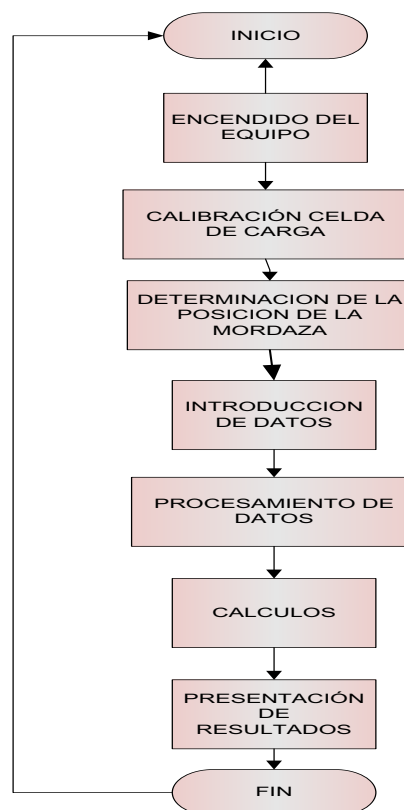 INICIO
ENCENDIDO DEL
EQUIPO
CALIBRACIÓN CELDA
DE CARGA
DETERMINACION DE LA
POSICION DE LA
MORDAZA
INTRODUCCION
DE DATOS
PROCESAMIENTO DE
DATOS
CALCULOS
PRESENTACIÓN
DE
RESULTADOS
FIN